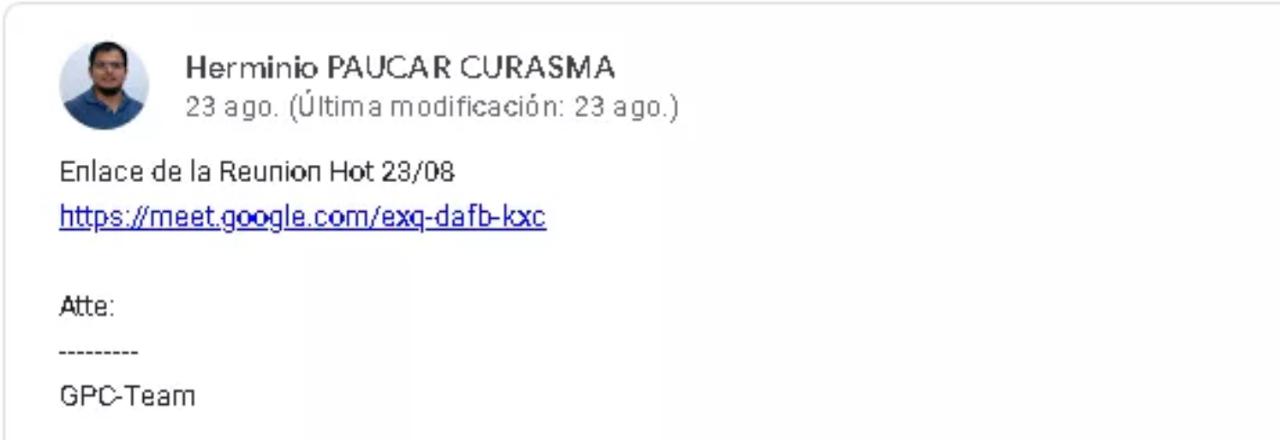 Herminio PAUCAR CURASMA
23 ago. (Última modificación: 23 ago.)
Enlace de la Reunion Hot 23/08
https://meet.google.com/exq-dafb-kxc
Atte:
---------
GPC-Team